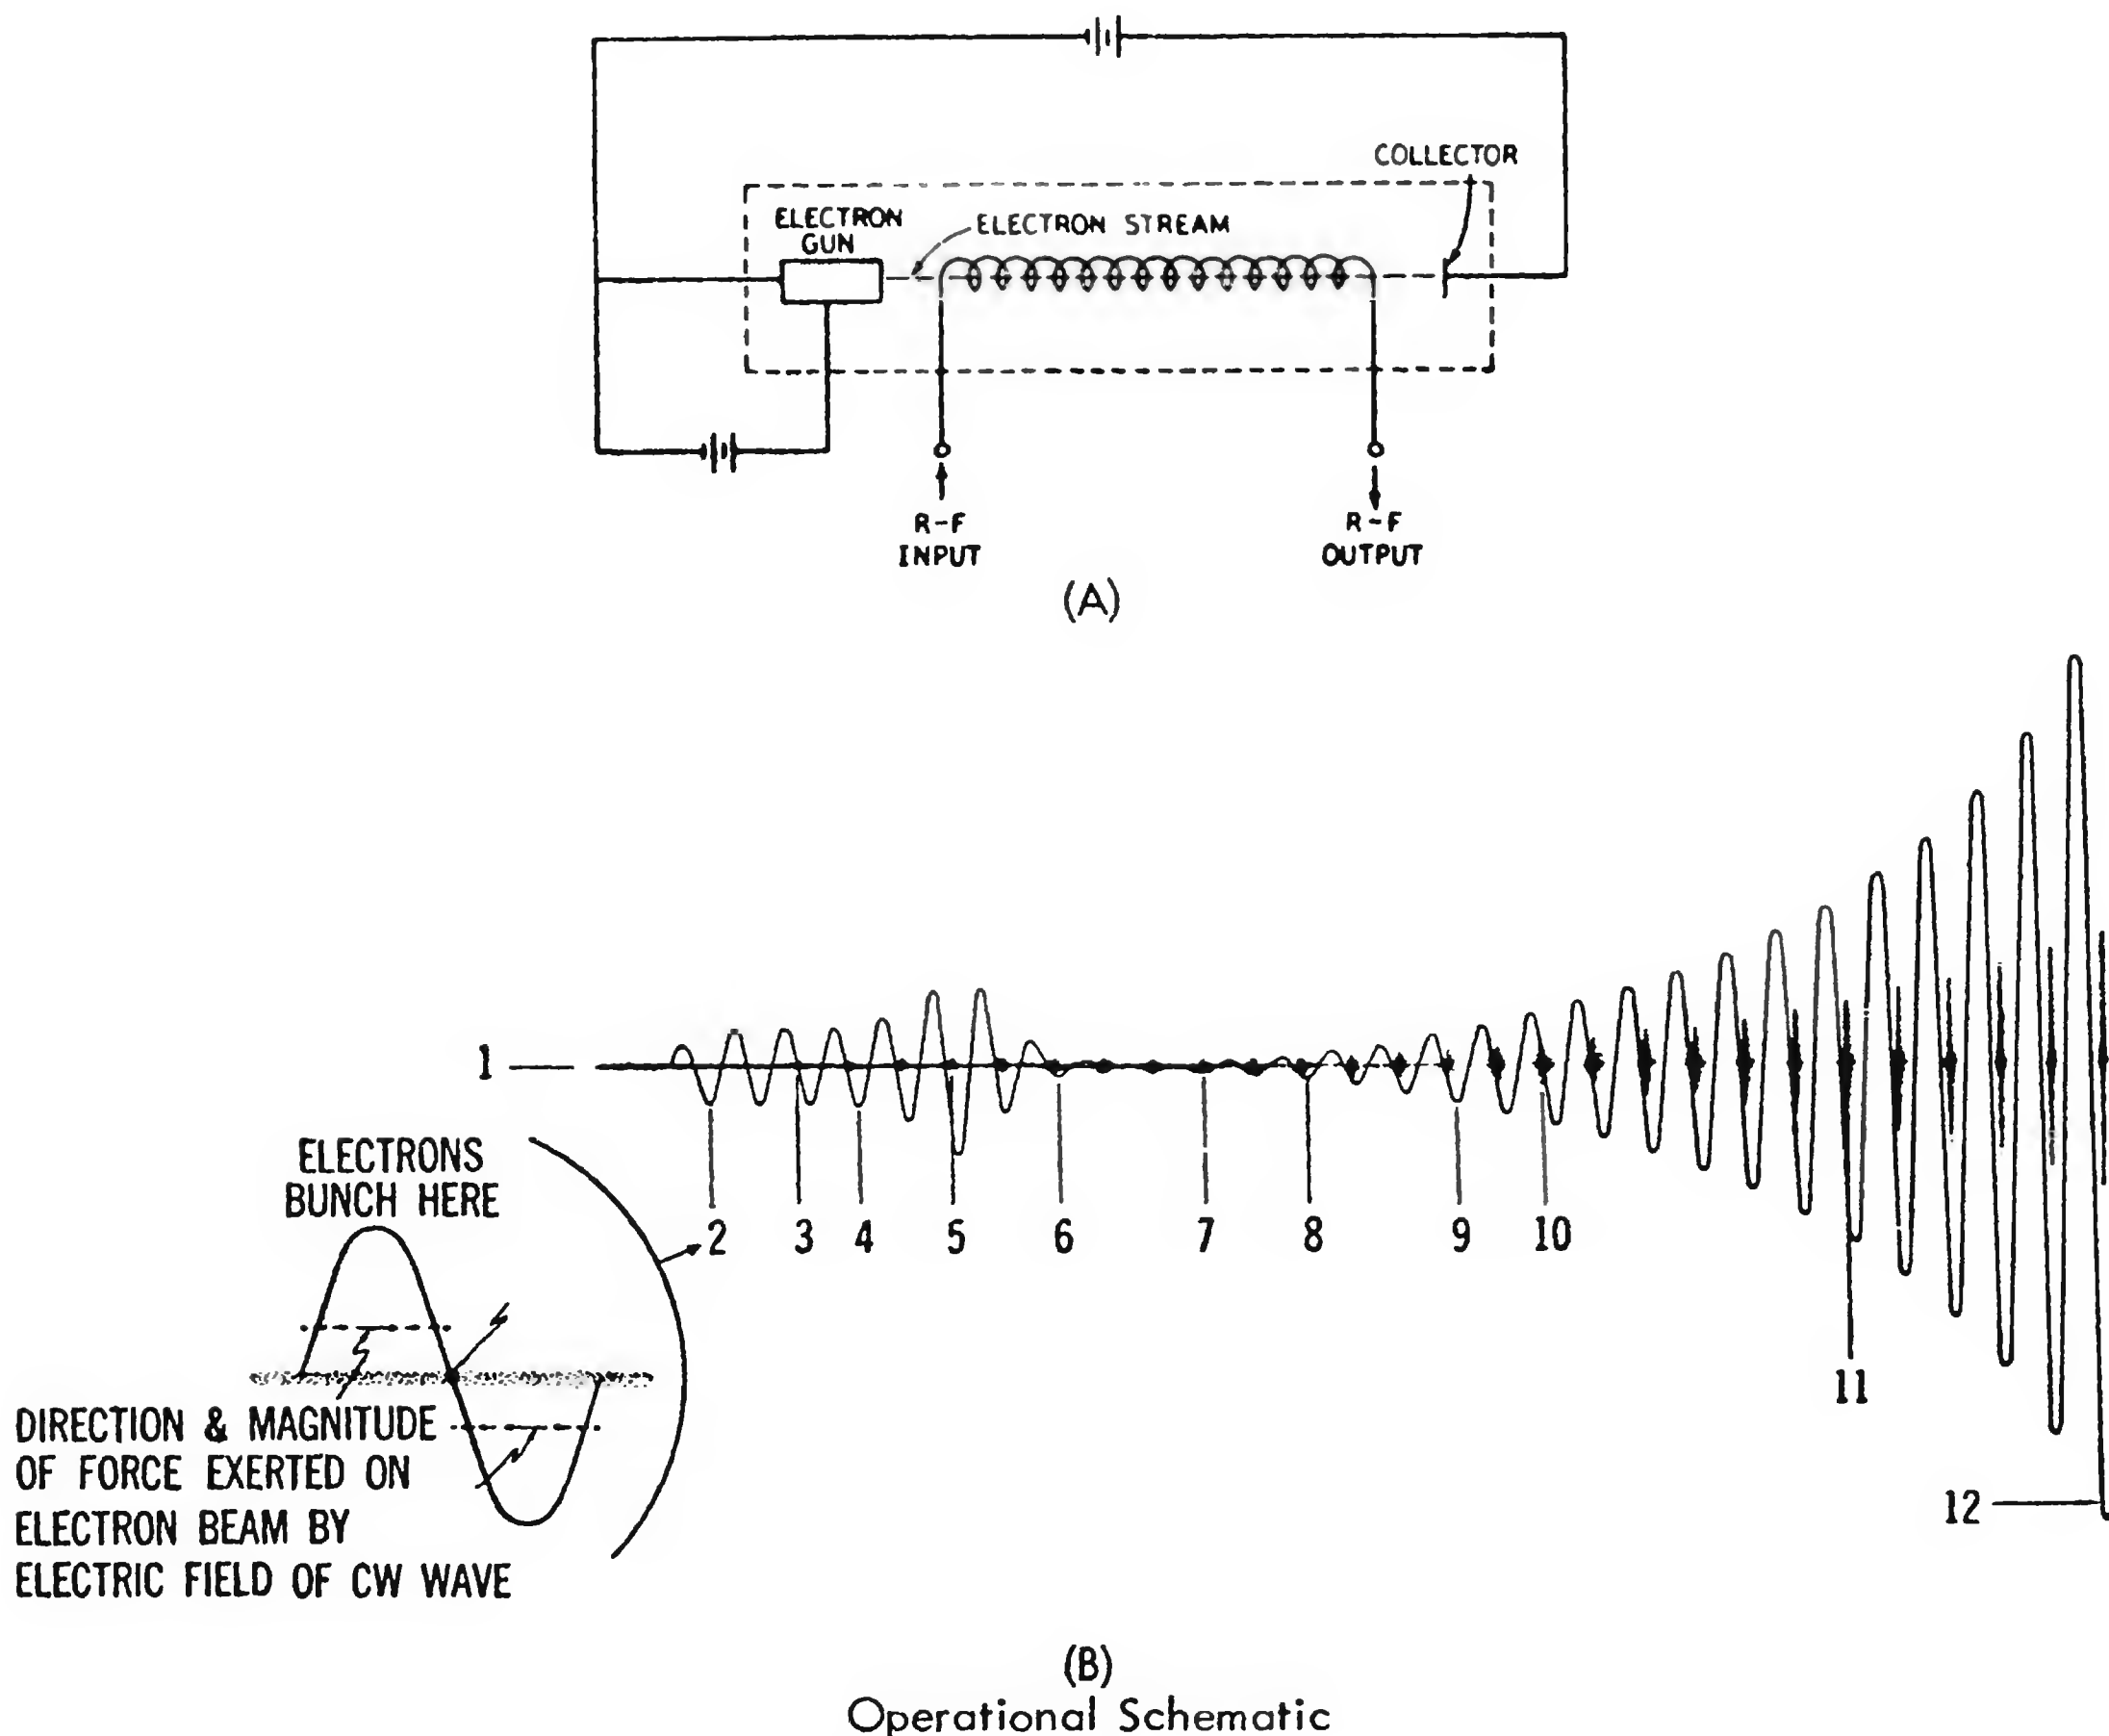 COLLECTOR
ELECTRON
GUN
ELECTRON STREAM
R-F
INPUT
R-F
OUTPUT
(A)
1
ELECTRONS
BUNCH HERE
2
3
4
5
6
7
8
9
10
11
12
DIRECTION & MAGNITUDE
OF FORCE EXERTED ON
ELECTRON BEAM BY
ELECTRIC FIELD OF CW WAVE
(B)
Operational Schematic